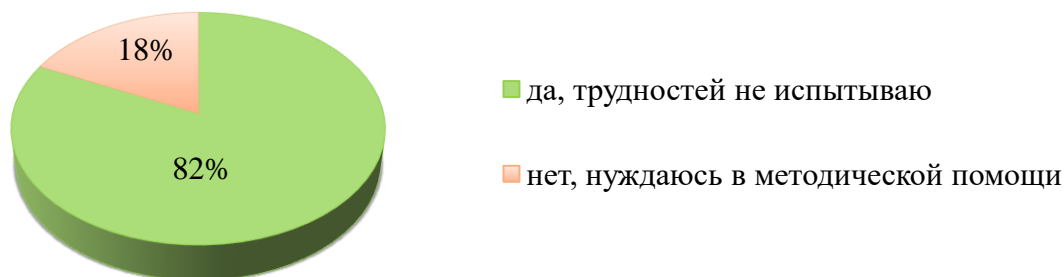 18%
82%
да, трудностей не испытываю
нет, нуждаюсь в методической помощи